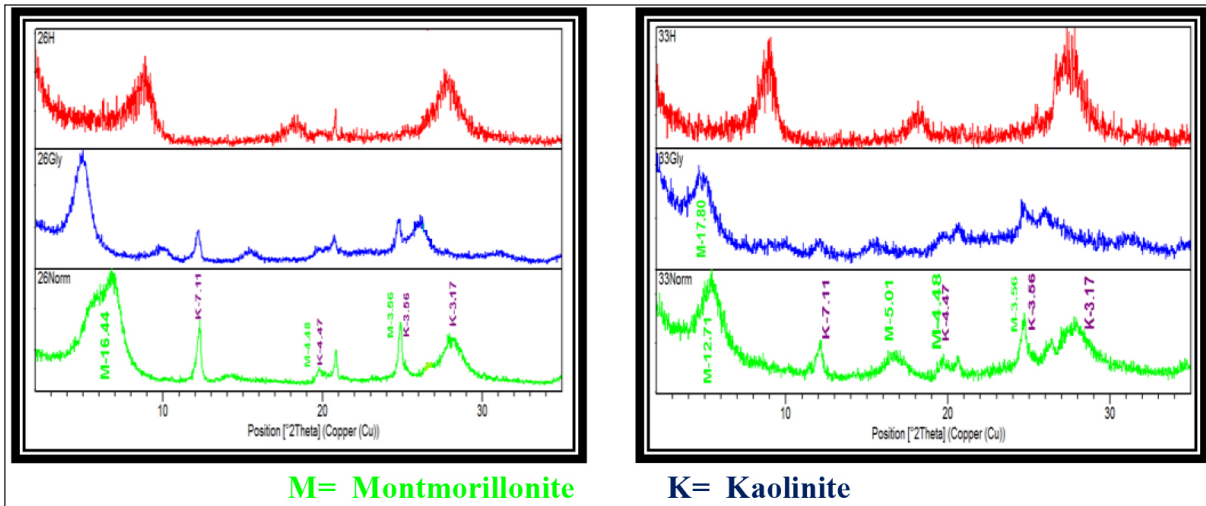 26H
26Gly
26Norm
M-16.44
K-7.11
M-4.48
K-4.47
M-3.56
K-3.56
K-3.17
10
20
30
Position [°2Theta] (Copper (Cu))
33H
33Gly
M-17.80
33Norm
M-12.71
K-7.11
M-5.01
M-4.48
K-4.47
M-3.56
K-3.56
K-3.17
10
20
30
Position [°2Theta] (Copper (Cu))
M= Montmorillonite
K= Kaolinite